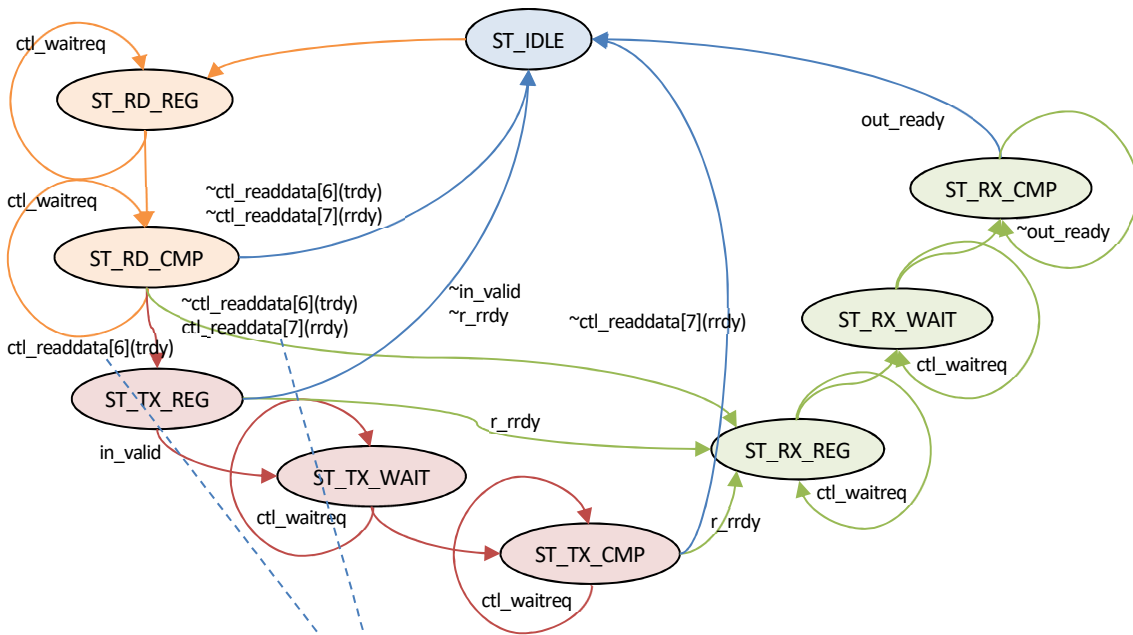 ST_IDLE
ctl_waitreq
ST_RD_REG
out_ready
ctl_waitreq
~ctl_readdata[6](trdy)
~ctl_readdata[7](rrdy)
ST_RX_CMP
~out_ready
ST_RD_CMP
~in_valid
~r_rrdy
~ctl_readdata[6](trdy)
ctl_readdata[7](rrdy)
~ctl_readdata[7](rrdy)
ST_RX_WAIT
ctl_readdata[6](trdy)
ctl_waitreq
ST_TX_REG
r_rrdy
in_valid
ST_RX_REG
ST_TX_WAIT
ctl_waitreq
ctl_waitreq
r_rrdy
ST_TX_CMP
ctl_waitreq